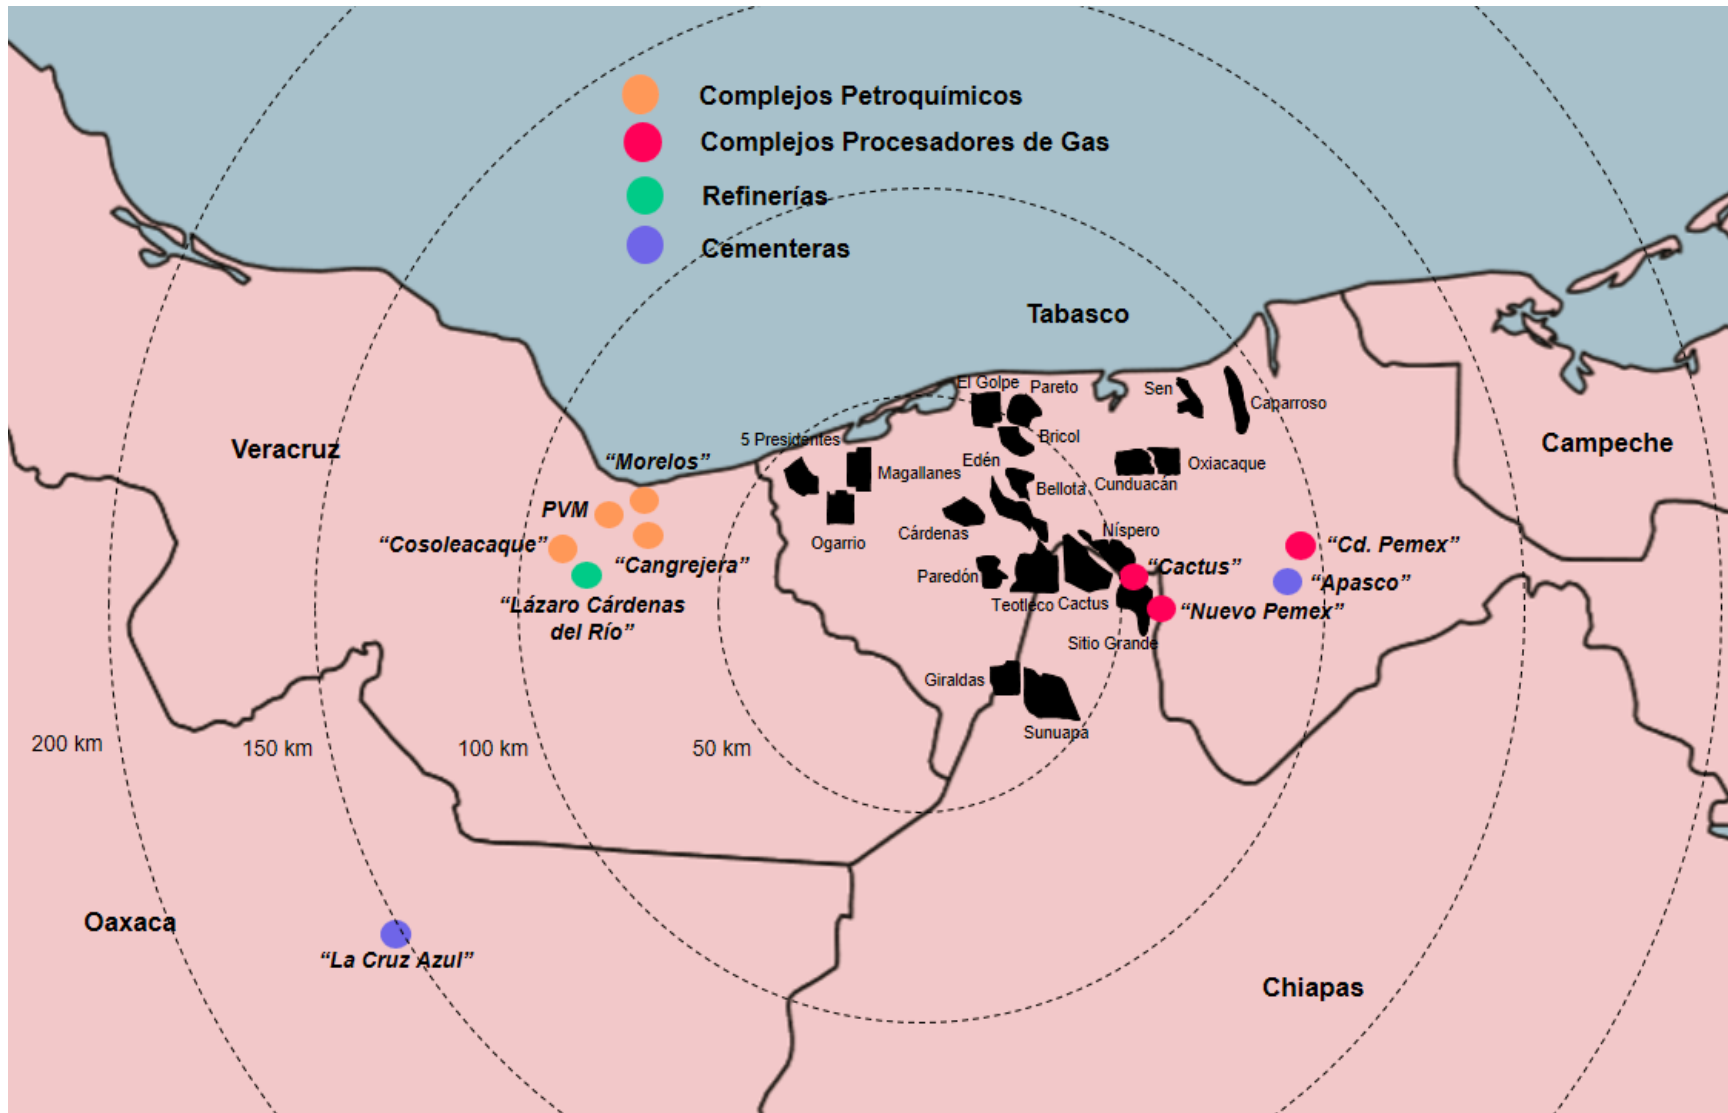 Complejos Petroquímicos
Complejos Procesadores de Gas
Refinerías
Cementeras
Tabasco
El Golpe
Pareto
Sen
Caparroso
Veracruz
5 Presidentes
Bricol
Campeche
“Morelos”
Magallanes
Edén
Oxiacaque
Bellota
Cunduacán
PVM
“Cosoleacaque”
Ogarrio
Cárdenas
Níspero
“Cd. Pemex”
“Cangrejera”
“Cactus”
Paredón
“Apasco”
“Lázaro Cárdenas
del Río”
Teotleco
Cactus
“Nuevo Pemex”
Sitio Grande
Giraldas
Sunuapa
200 km
150 km
100 km
50 km
Oaxaca
“La Cruz Azul”
Chiapas